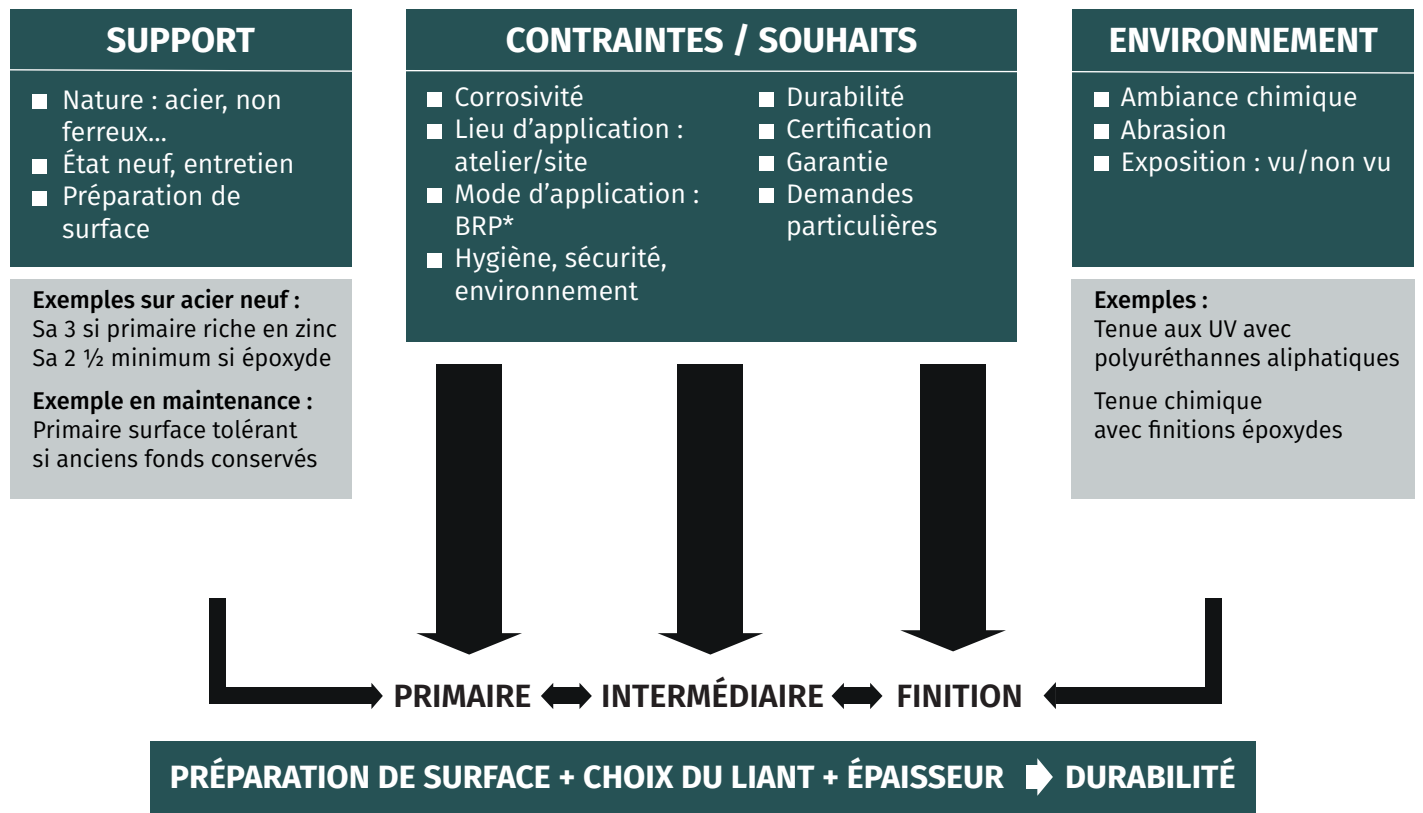 SUPPORT
Nature : acier, non
ferreux...
État neuf, entretien
Préparation de
surface
Exemples sur acier neuf :
Sa 3 si primaire riche en zinc
Sa 2 ½ minimum si époxyde
Exemple en maintenance :
Primaire surface tolérant
si anciens fonds conservés
CONTRAINTES / SOUHAITS
Corrosivité
Lieu d’application :
atelier/site
Mode d’application :
BRP*
Hygiène, sécurité,
environnement
Durabilité
Certification
Garantie
Demandes
particulières
ENVIRONNEMENT
Ambiance chimique
Abrasion
Exposition : vu/non vu
Exemples :
Tenue aux UV avec
polyuréthannes aliphatiques
Tenue chimique
avec finitions époxydes
PRIMAIRE INTERMÉDIAIRE FINITION
PRÉPARATION DE SURFACE + CHOIX DU LIANT + ÉPAISSEUR DURABILITÉ